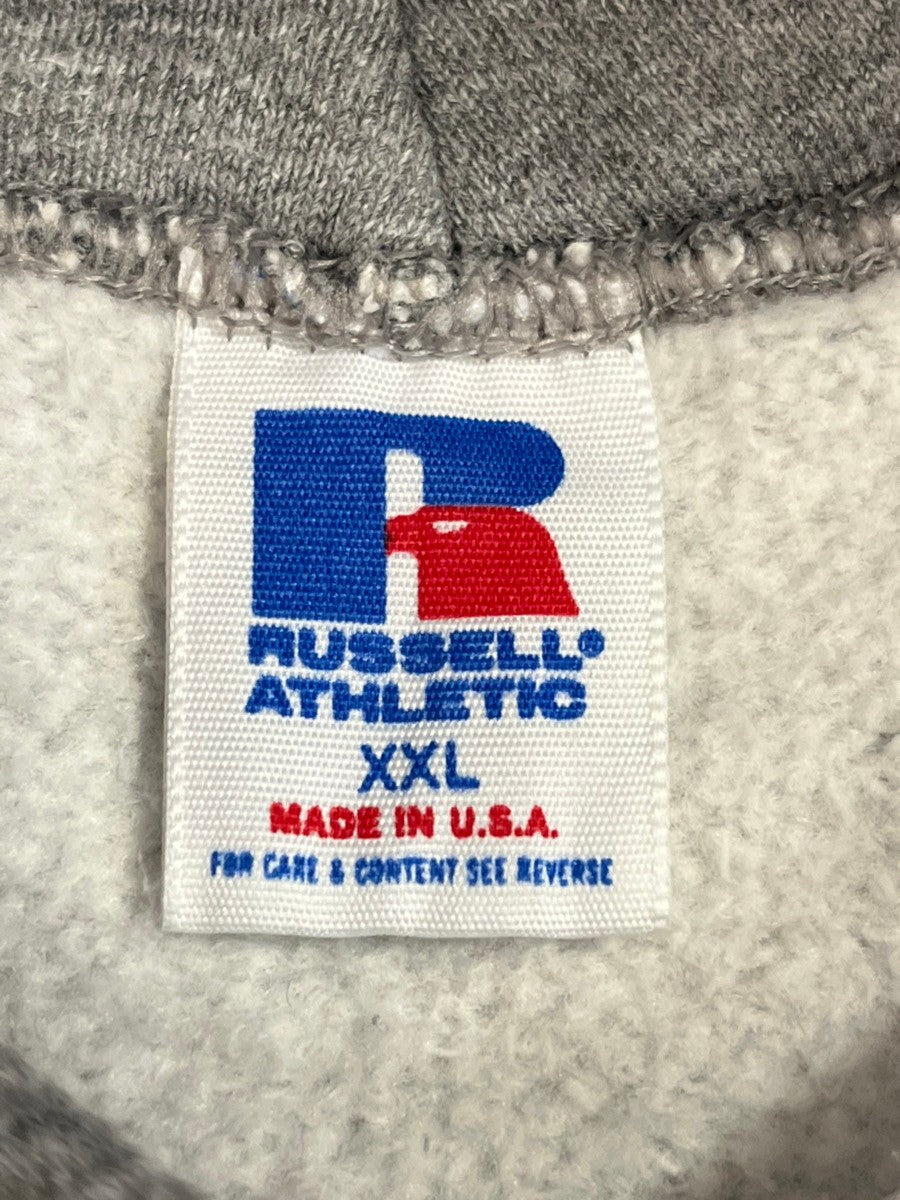 R
RUSSELL®
ATHLETIC
XXL
MADE IN U.S.A.
FOR CARE & CONTENT SEE REVERSE